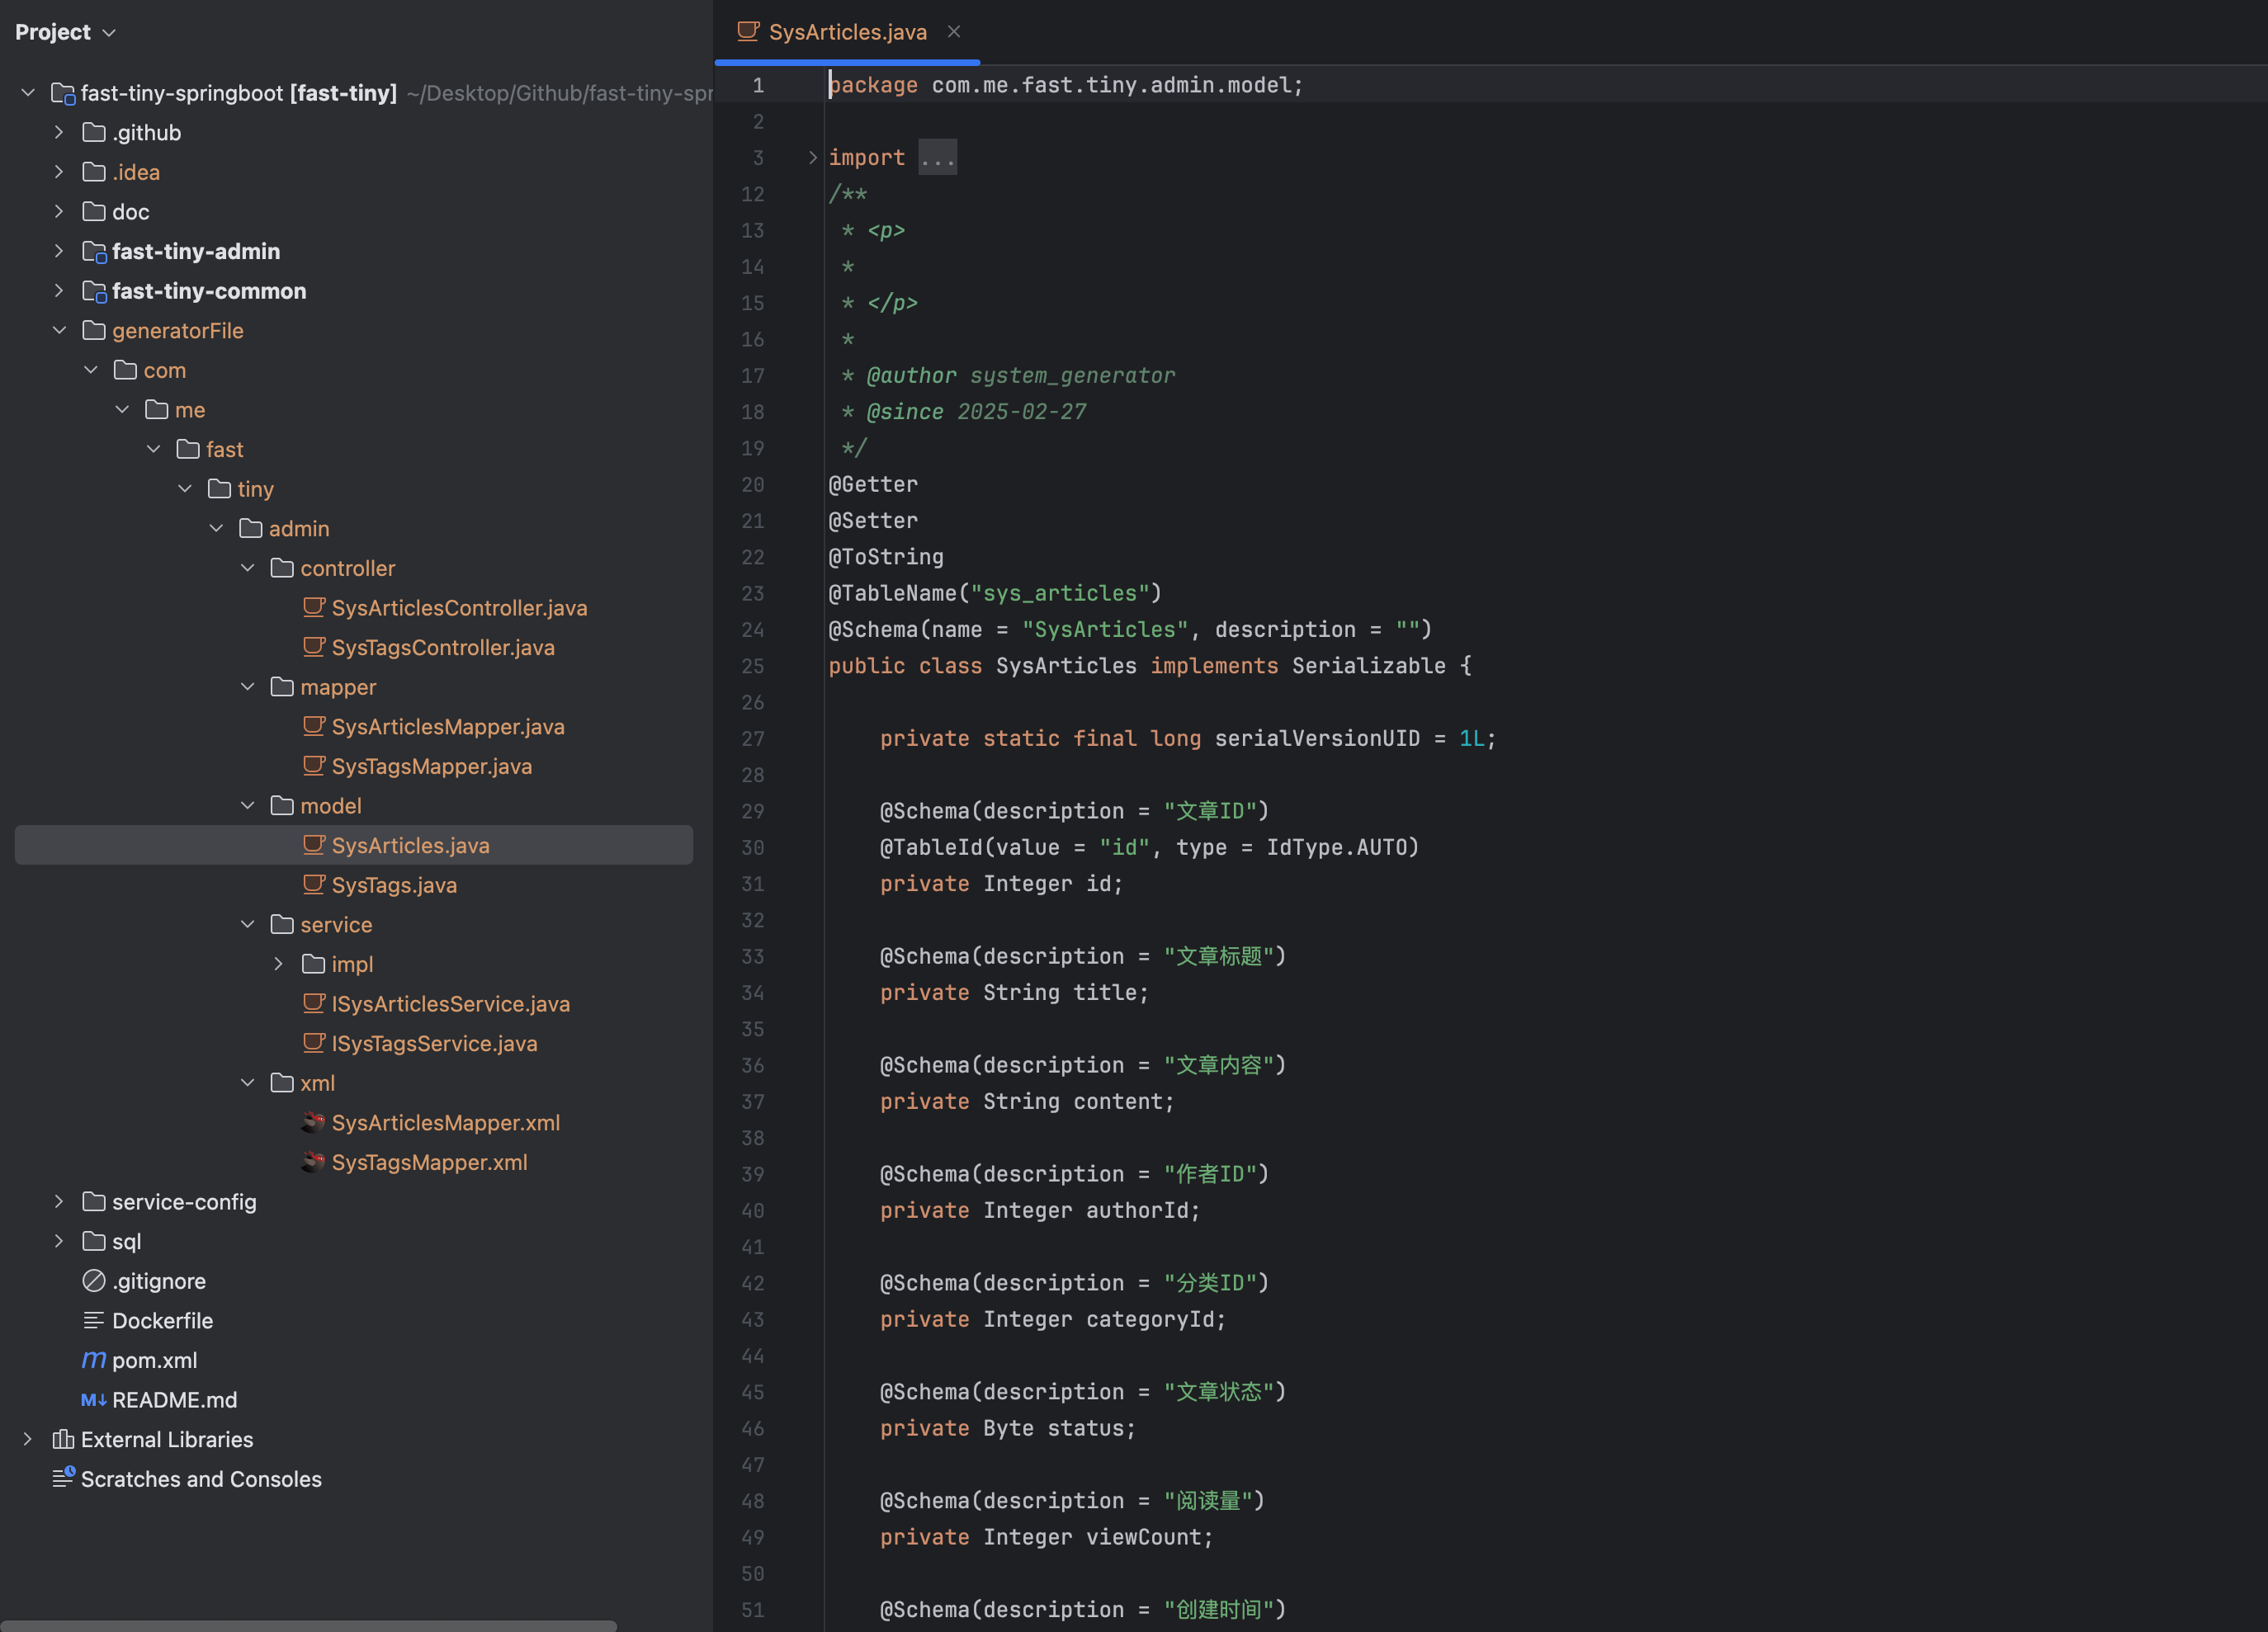 Project
fast-tiny-springboot [fast-tiny] ~/Desktop/Github/fast-tiny-spr
.github
.idea
doc
fast-tiny-admin
fast-tiny-common
generatorFile
com
me
fast
tiny
admin
controller
SysArticlesController.java
SysTagsController.java
mapper
SysArticlesMapper.java
SysTagsMapper.java
model
SysArticles.java
SysTags.java
service
impl
ISysArticlesService.java
ISysTagsService.java
xml
SysArticlesMapper.xml
SysTagsMapper.xml
service-config
sql
.gitignore
Dockerfile
m pom.xml
M↓ README.md
External Libraries
Scratches and Consoles
SysArticles.java
1 package com.me.fast.tiny.admin.model;
2
3 import ...
12 /**
13 * <p>
14 *
15 * </p>
16 *
17 * @author system_generator
18 * @since 2025-02-27
19 */
20 @Getter
21 @Setter
22 @ToString
23 @TableName("sys_articles")
24 @Schema(name = "SysArticles", description = "")
25 public class SysArticles implements Serializable {
26
27 private static final long serialVersionUID = 1L;
28
29 @Schema(description = "文章ID")
30 @TableId(value = "id", type = IdType.AUTO)
31 private Integer id;
32
33 @Schema(description = "文章标题")
34 private String title;
35
36 @Schema(description = "文章内容")
37 private String content;
38
39 @Schema(description = "作者ID")
40 private Integer authorId;
41
42 @Schema(description = "分类ID")
43 private Integer categoryId;
44
45 @Schema(description = "文章状态")
46 private Byte status;
47
48 @Schema(description = "阅读量")
49 private Integer viewCount;
50
51 @Schema(description = "创建时间")